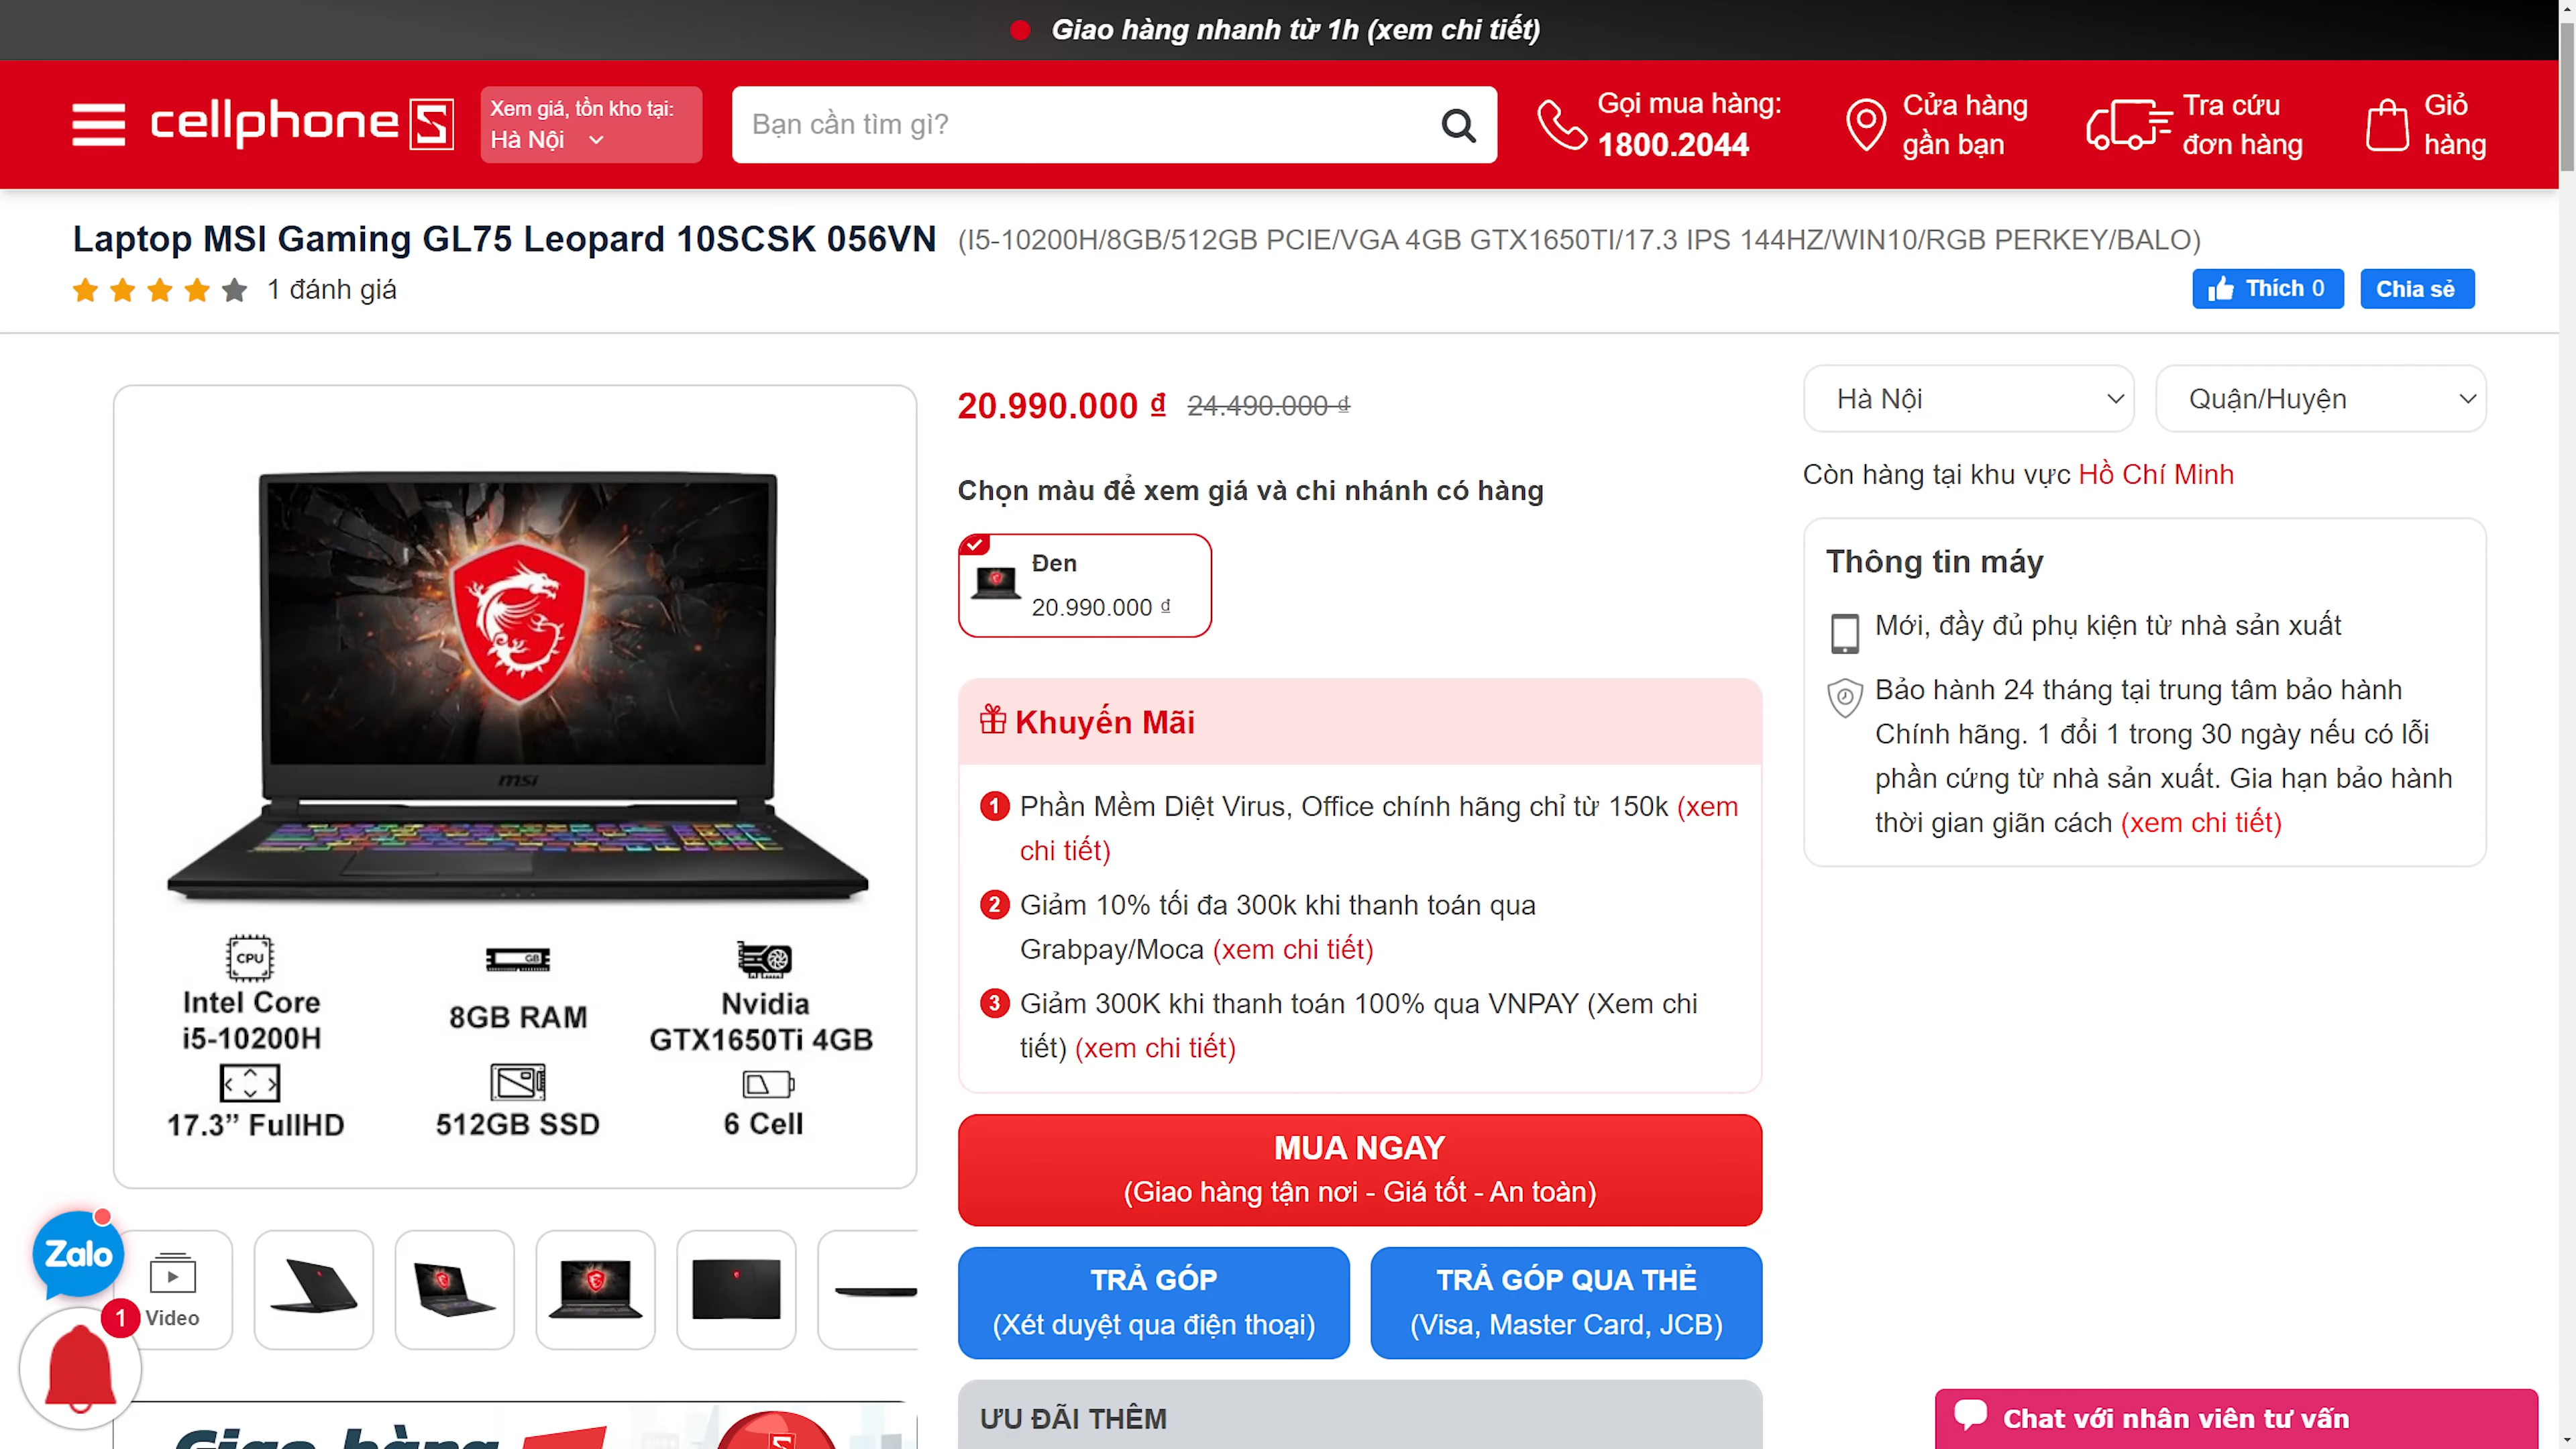 Giao hàng nhanh từ 1h (xem chi tiết)
cellphone S
Xem giá, tồn kho tại:
Hà Nội
Bạn cần tìm gì?
Gọi mua hàng:
1800.2044
Cửa hàng
gần bạn
Tra cứu
đơn hàng
Giỏ
hàng
Laptop MSI Gaming GL75 Leopard 10SCSK 056VN (I5-10200H/8GB/512GB PCIE/VGA 4GB GTX1650TI/17.3 IPS 144HZ/WIN10/RGB PERKEY/BALO)
1 đánh giá
Thích 0
Chia sẻ
msi
CPU
Intel Core
i5-10200H
GB
8GB RAM
Nvidia
GTX1650Ti 4GB
17.3” FullHD
512GB SSD
6 Cell
Zalo
1
Video
Giao hàng
20.990.000 ₫ 24.490.000 ₫
Chọn màu để xem giá và chi nhánh có hàng
Đen
20.990.000 ₫
Khuyến Mãi
1 Phần Mềm Diệt Virus, Office chính hãng chỉ từ 150k (xem
chi tiết)
2 Giảm 10% tối đa 300k khi thanh toán qua
Grabpay/Moca (xem chi tiết)
3 Giảm 300K khi thanh toán 100% qua VNPAY (Xem chi
tiết) (xem chi tiết)
MUA NGAY
(Giao hàng tận nơi - Giá tốt - An toàn)
TRẢ GÓP
(Xét duyệt qua điện thoại)
TRẢ GÓP QUA THẺ
(Visa, Master Card, JCB)
ƯU ĐÃI THÊM
Hà Nội
Quận/Huyện
Còn hàng tại khu vực Hồ Chí Minh
Thông tin máy
Mới, đầy đủ phụ kiện từ nhà sản xuất
Bảo hành 24 tháng tại trung tâm bảo hành
Chính hãng. 1 đổi 1 trong 30 ngày nếu có lỗi
phần cứng từ nhà sản xuất. Gia hạn bảo hành
thời gian giãn cách (xem chi tiết)
Chat với nhân viên tư vấn